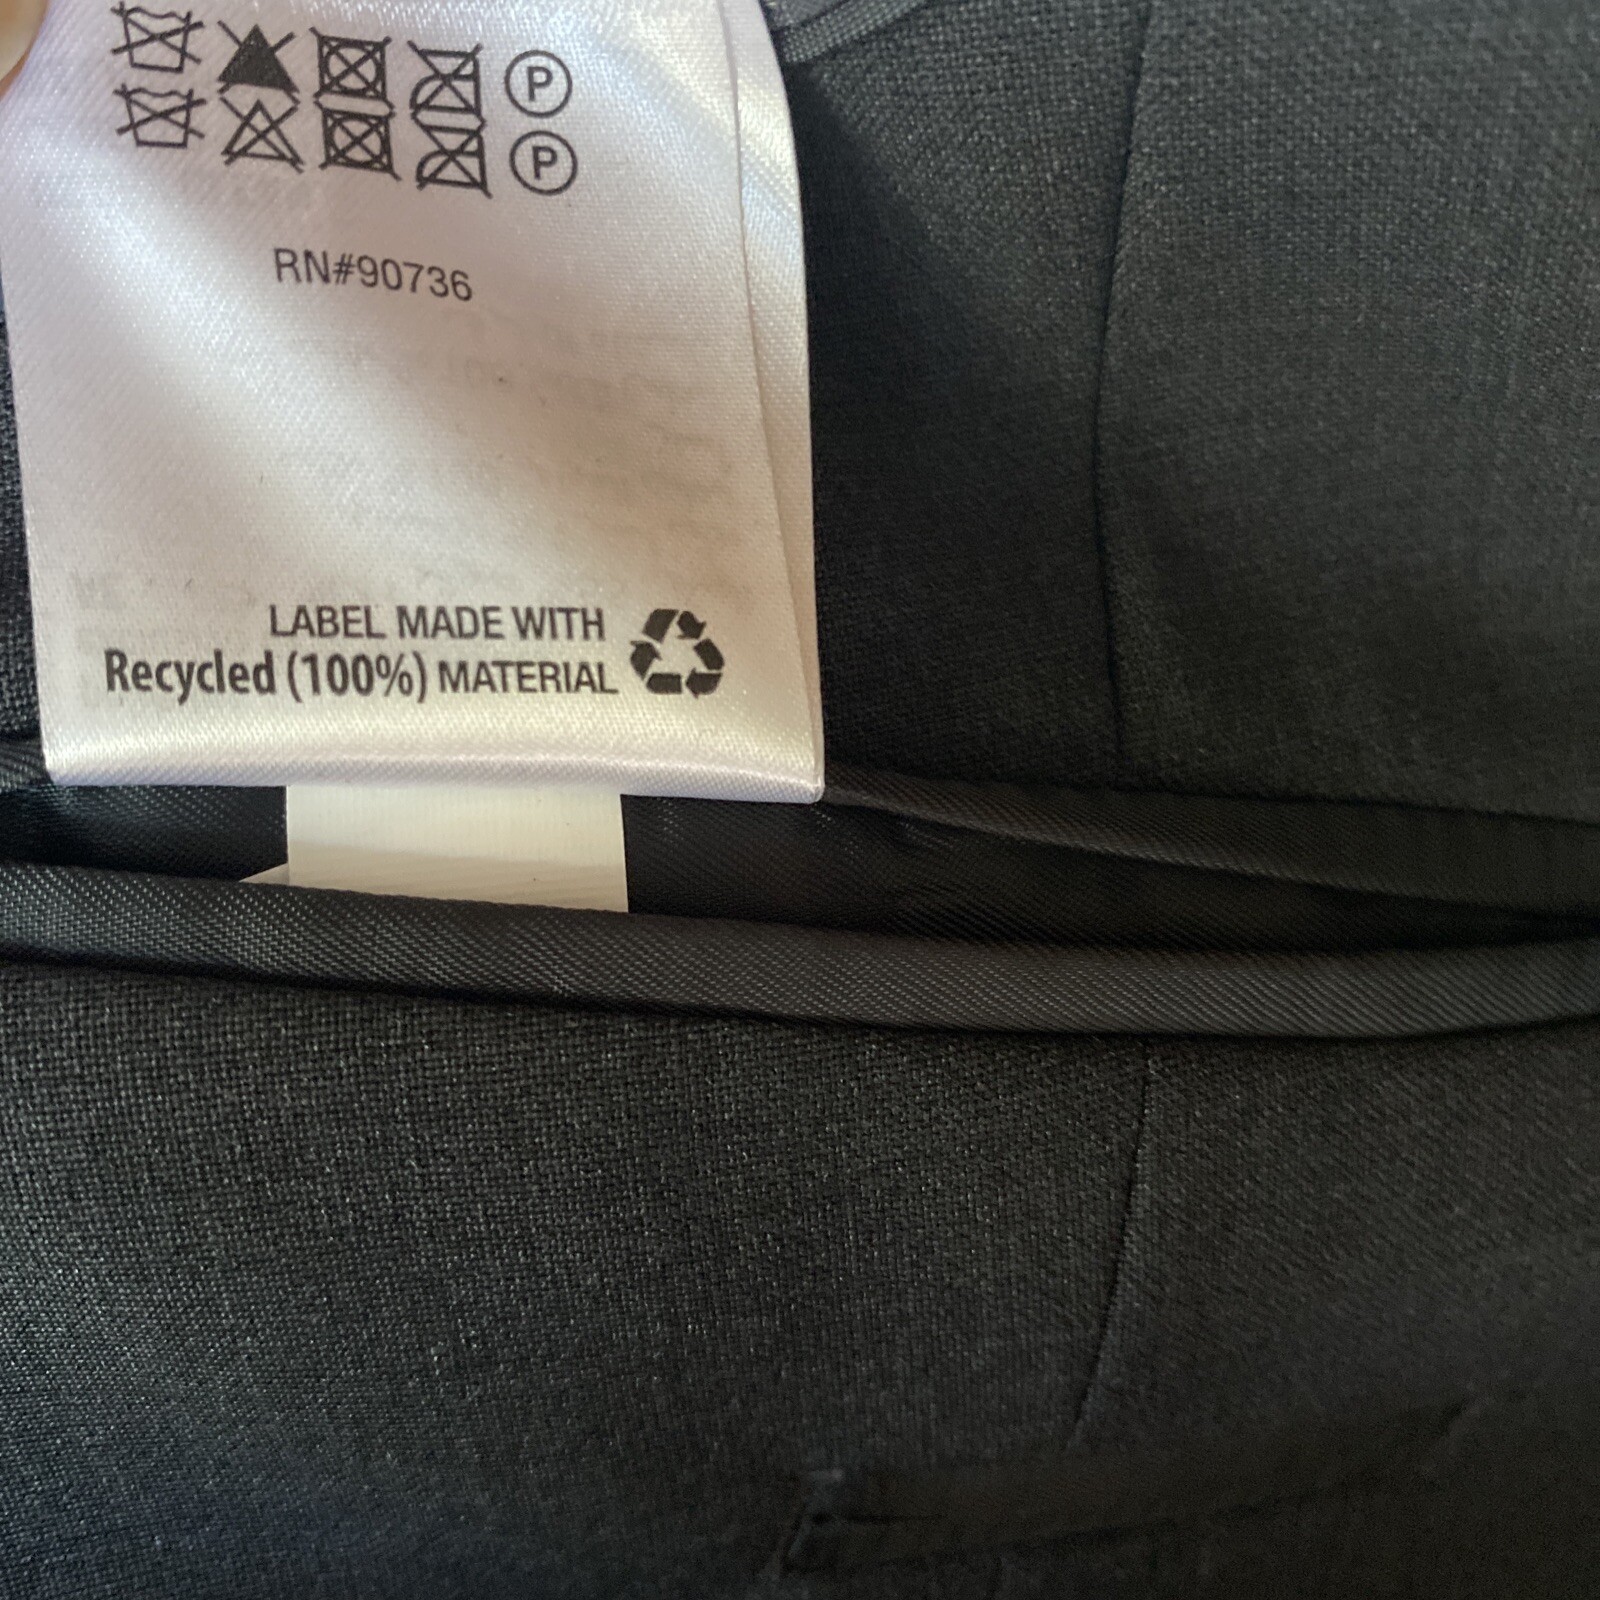 P
P
RN#90736
LABEL MADE WITH
Recycled (100%) MATERIAL